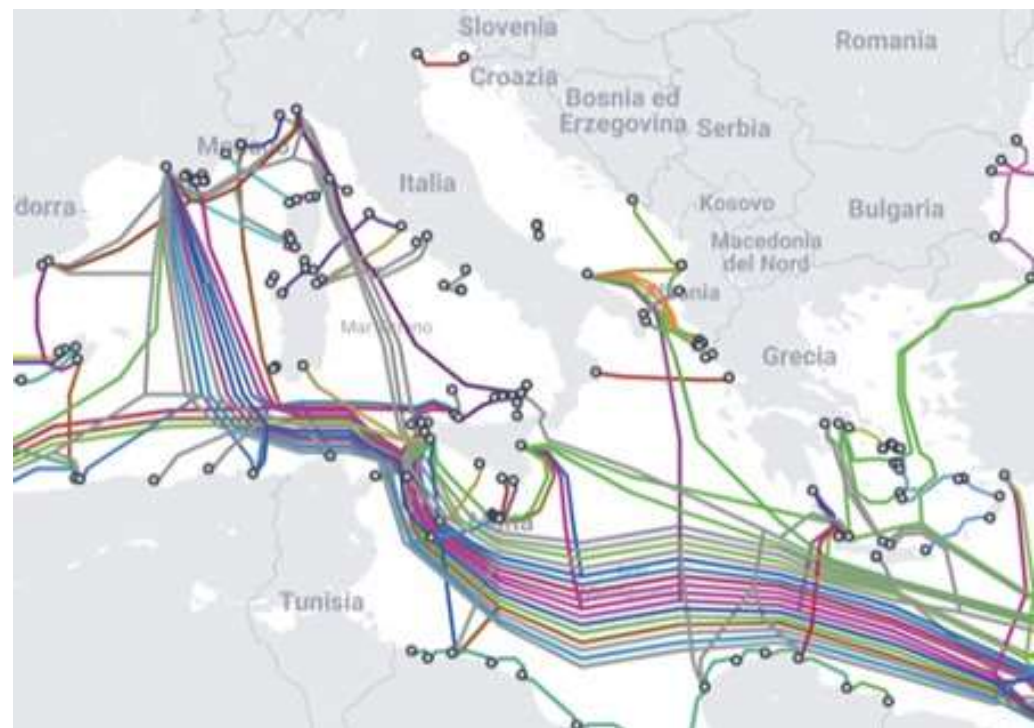 Slovenia
Romania
Croazia
Bosnia ed
Erzegovina
Serbia
Italia
dorra
Kosovo
Bulgaria
Macedonia
del Nord
Grecia
Tunisia